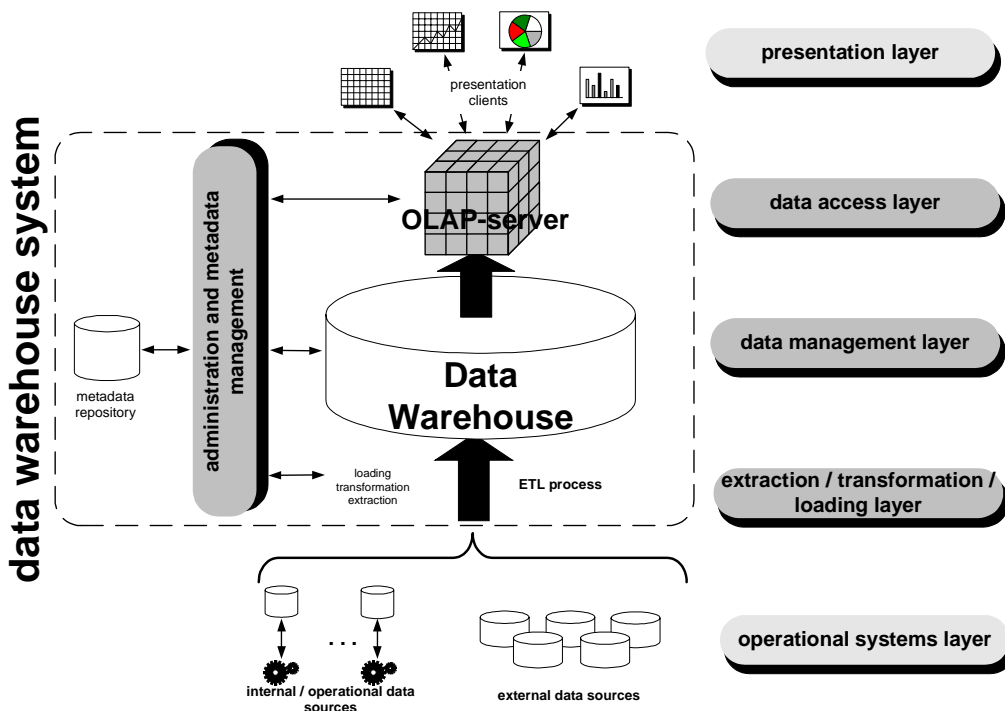 data warehouse system
presentation
clients
presentation layer
OLAP-server
data access layer
administration and metadata
management
metadata
repository
Data
Warehouse
data management layer
loading
transformation
extraction
ETL process
extraction / transformation /
loading layer
. . .
internal / operational data
sources
external data sources
operational systems layer